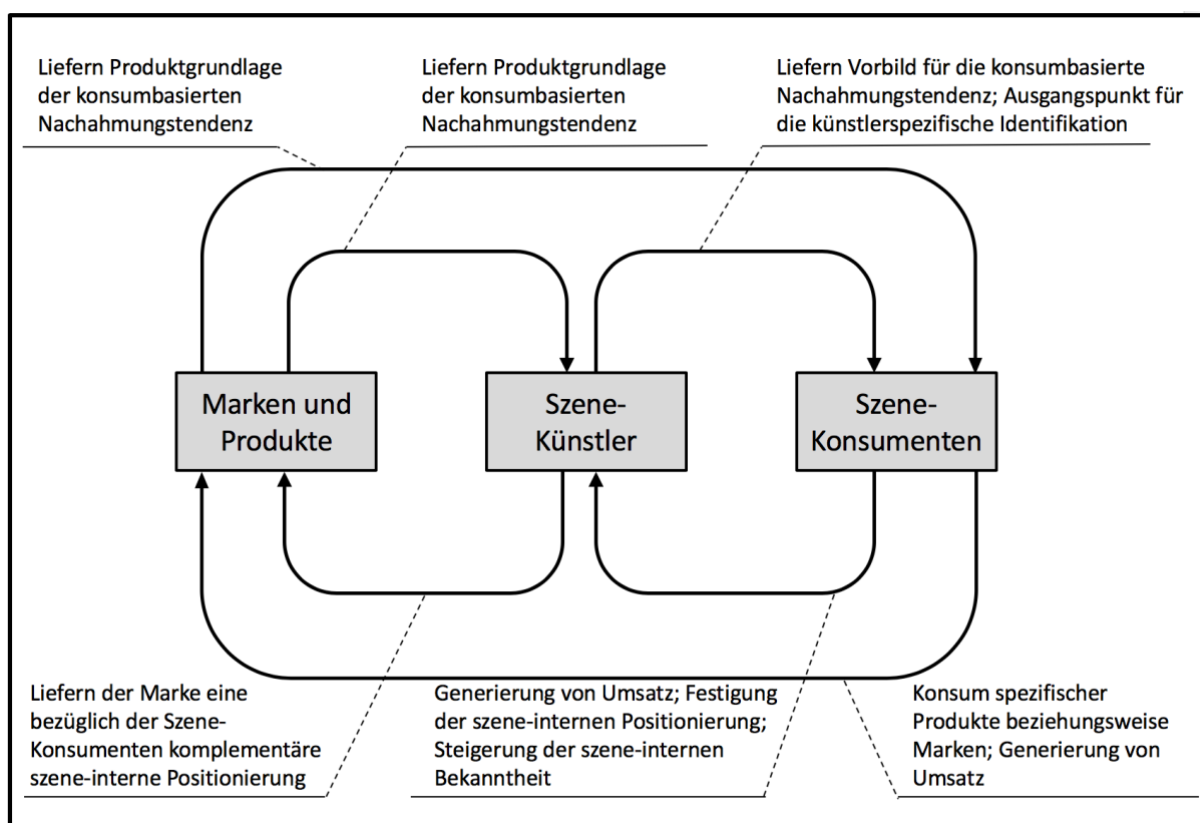 Liefern Produktgrundlage
der konsumbasierten
Nachahmungstendenz
Liefern Produktgrundlage
der konsumbasierten
Nachahmungstendenz
Liefern Vorbild für die konsumbasierte
Nachahmungstendenz; Ausgangspunkt für
die künstlerspezifische Identifikation
Marken und
Produkte
Szene-
Künstler
Szene-
Konsumenten
Liefern der Marke eine
bezüglich der Szene-
Konsumenten komplementäre
szene-interne Positionierung
Generierung von Umsatz; Festigung
der szene-internen Positionierung;
Steigerung der szene-internen
Bekanntheit
Konsum spezifischer
Produkte beziehungsweise
Marken; Generierung von
Umsatz